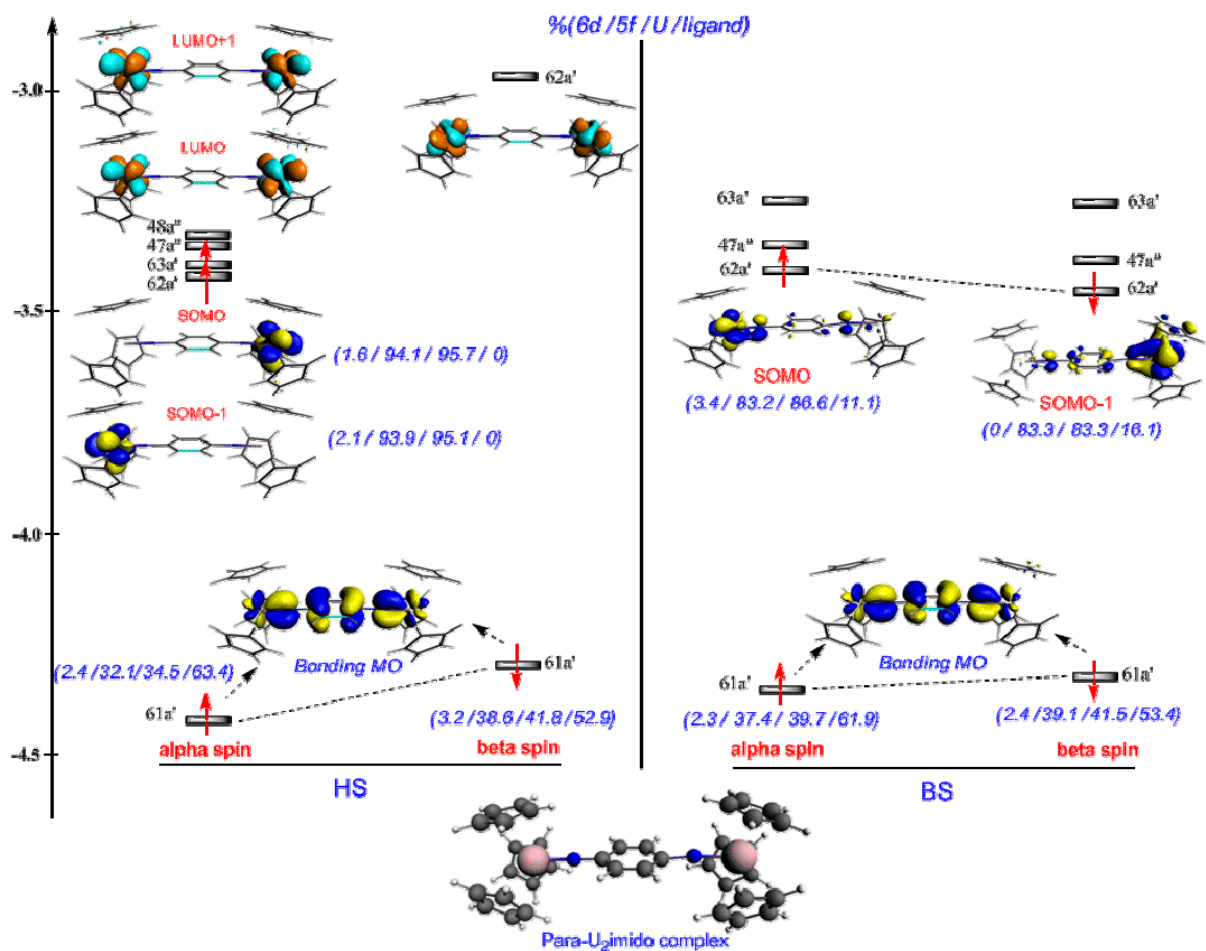 %(6d /5f / U / ligand)
LUMO+1
-3.0
62a'
LUMO
48a"
47a"
63a'
62a'
-3.5
SOMO
(1.6 / 94.1 / 95.7 / 0)
SOMO-1
(2.1 / 93.9 / 95.1 / 0)
63a'
47a"
62a'
63a'
47a"
62a'
SOMO
(3.4 / 83.2 / 86.6 / 11.1)
SOMO-1
(0 / 83.3 / 83.3 / 16.1)
-4.0
Bonding MO
(2.4 / 32.1 / 34.5 / 63.4)
61a'
61a'
(3.2 / 38.6 / 41.8 / 52.9)
Bonding MO
61a'
61a'
(2.3 / 37.4 / 39.7 / 61.9)
(2.4 / 39.1 / 41.5 / 53.4)
-4.5
alpha spin
beta spin
alpha spin
beta spin
HS
BS
Para-U₂imido complex